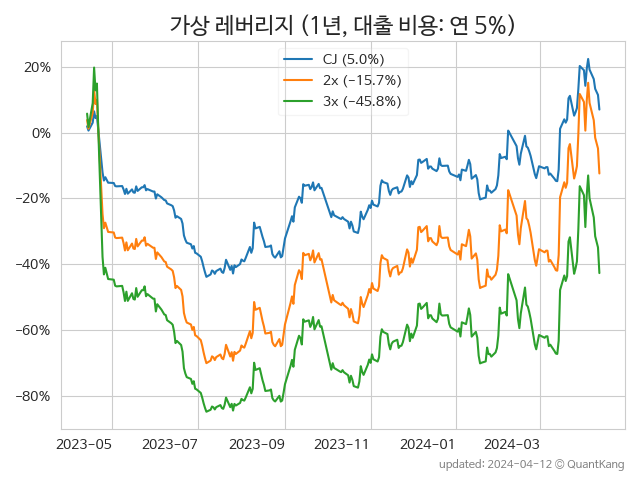 가상 레버리지 (1년, 대출 비용: 연 5%)
CJ (5.0%)
2x (−15.7%)
3x (−45.8%)
20%
0%
−20%
−40%
−60%
−80%
2023-05 2023-07 2023-09 2023-11 2024-01 2024-03
updated: 2024-04-12 © QuantKang